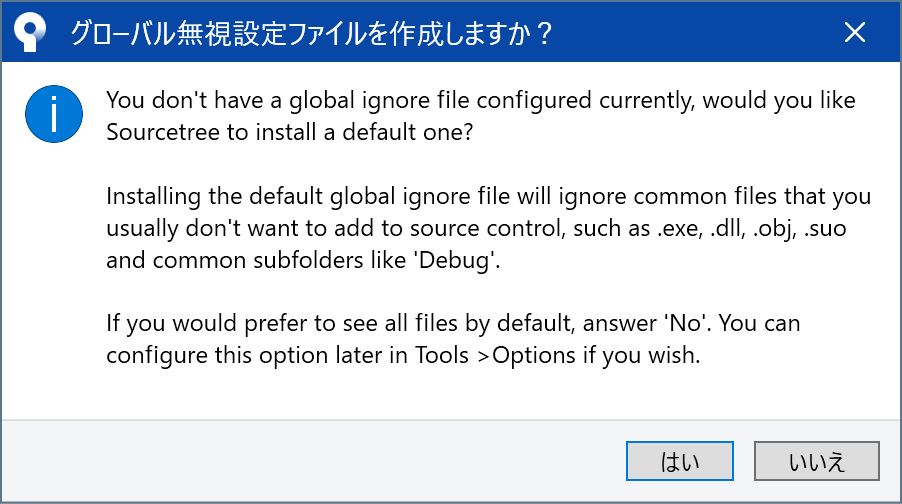 グローバル無視設定ファイルを作成しますか？
You don't have a global ignore file configured currently, would you like
Sourcetree to install a default one?
Installing the default global ignore file will ignore common files that you
usually don't want to add to source control, such as .exe, .dll, .obj, .suo
and common subfolders like 'Debug'.
If you would prefer to see all files by default, answer 'No'. You can
configure this option later in Tools >Options if you wish.
はい
いいえ